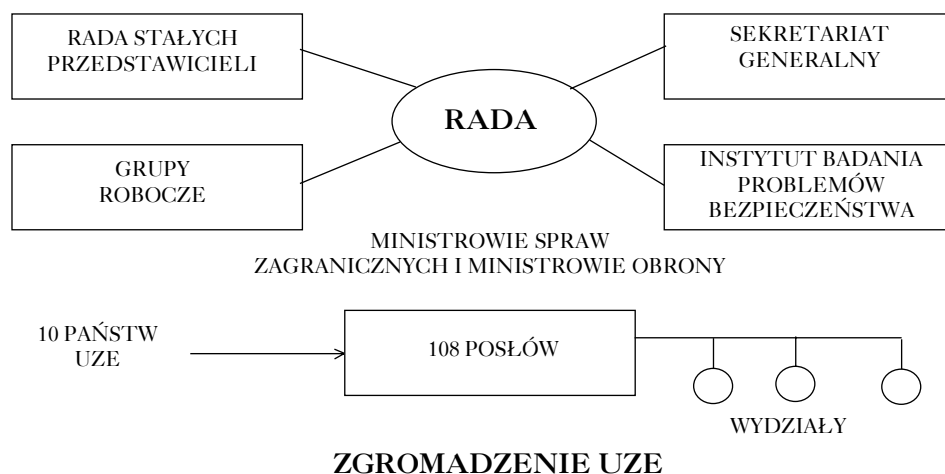 RADA STAŁYCH
PRZEDSTAWICIELI
SEKRETARIAT
GENERALNY
RADA
GRUPY
ROBOCZE
INSTYTUT BADANIA
PROBLEMÓW
BEZPIECZEŃSTWA
MINISTROWIE SPRAW
ZAGRANICZNYCH I MINISTROWIE OBRONY
10 PAŃSTW
UZE
108 POSŁÓW
WYDZIAŁY
ZGROMADZENIE UZE